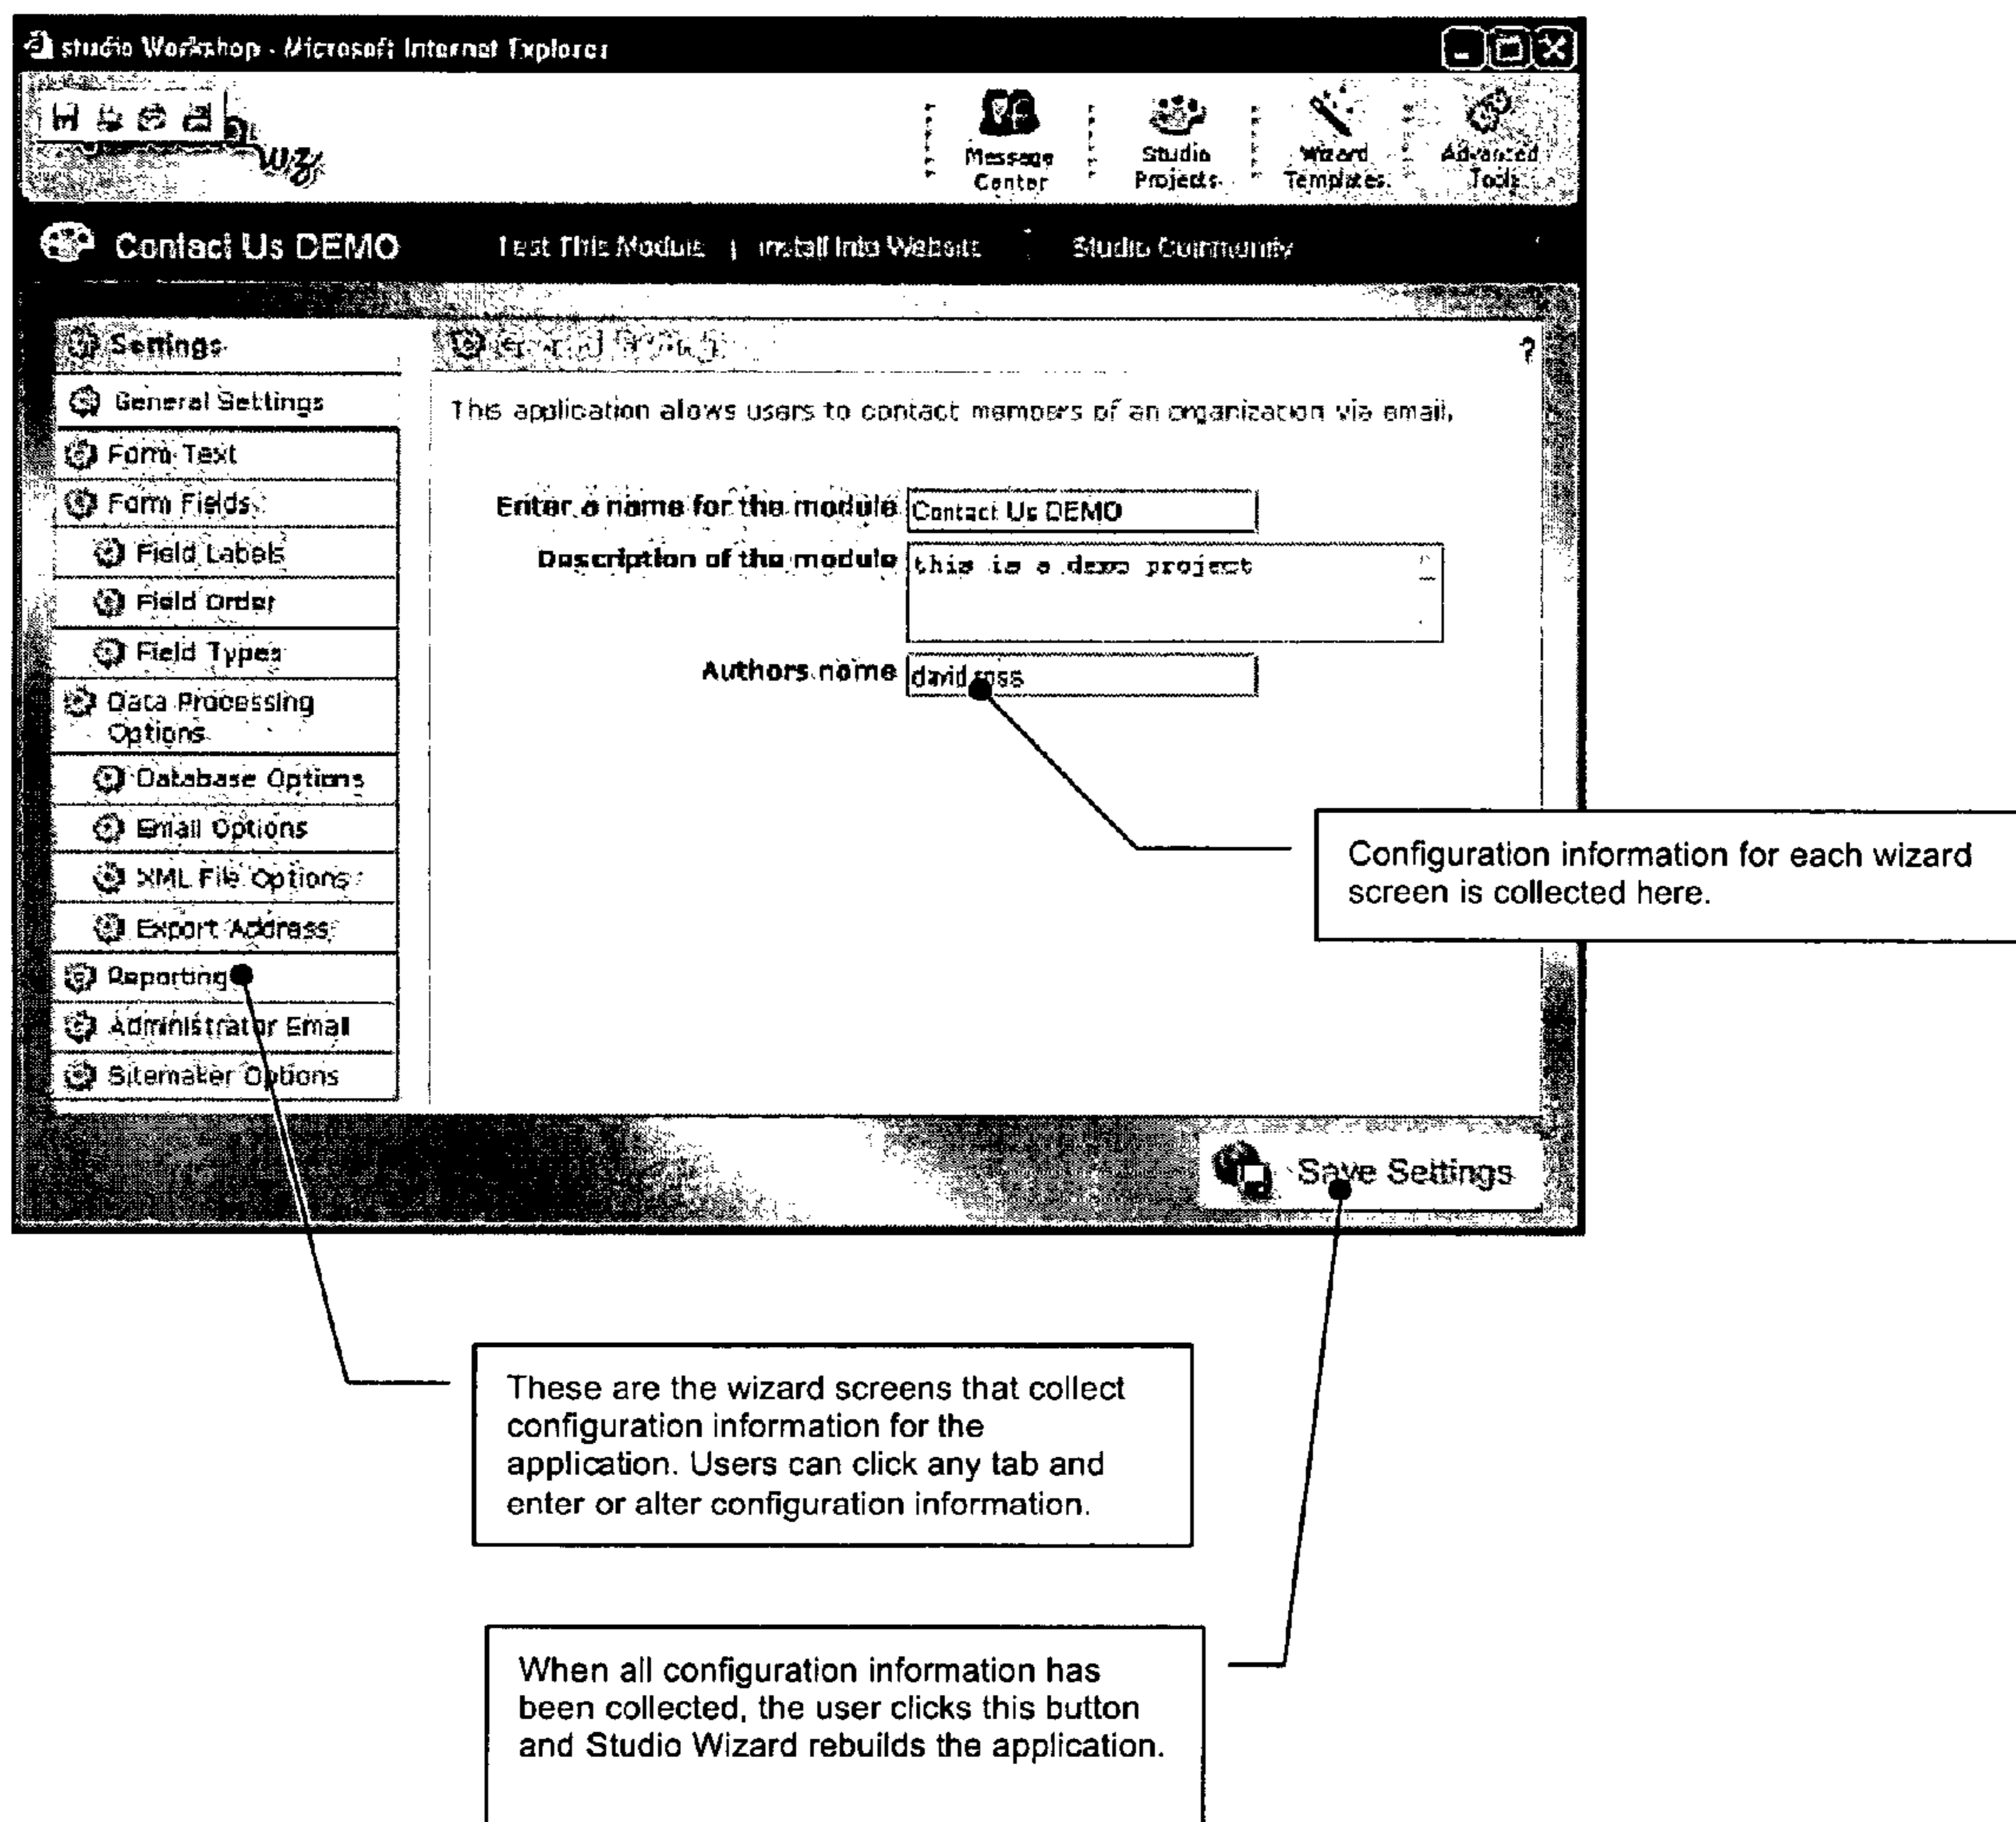 studio Workshop - Microsoft Internet Explorer
wz
Message
Center
Studio
Projects
Wizard
Templates
Advanced
Tools
Contact Us DEMO
Test This Module | Install Into Website
Studio Community
Settings
?
General Settings
This application alows users to contact members of an organization via email.
Form Text
Form Fields
Enter a name for the module
Contact Us DEMO
Field Labels
Description of the module
this is a demo project
Field Order
Field Types
Authors name
david ross
Data Processing
Options
Database Options
Email Options
XML File Options
Export Address
Configuration information for each wizard
screen is collected here.
Reporting
Administrator Email
Sitemaker Options
Save Settings
These are the wizard screens that collect
configuration information for the
application. Users can click any tab and
enter or alter configuration information.
When all configuration information has
been collected, the user clicks this button
and Studio Wizard rebuilds the application.